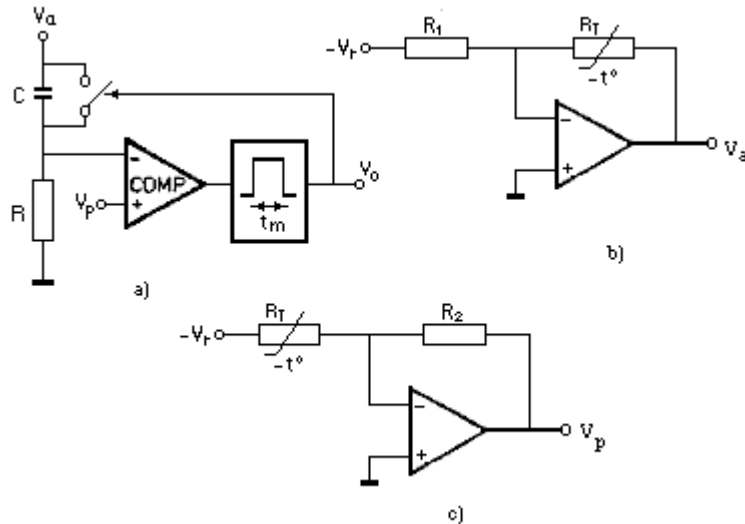 Va
C
R
Vp
COMP
- +
tm
Vo
a)
-Vr
R1
RT
-t°
- +
Va
b)
-Vr
RT
-t°
R2
- +
Vp
c)